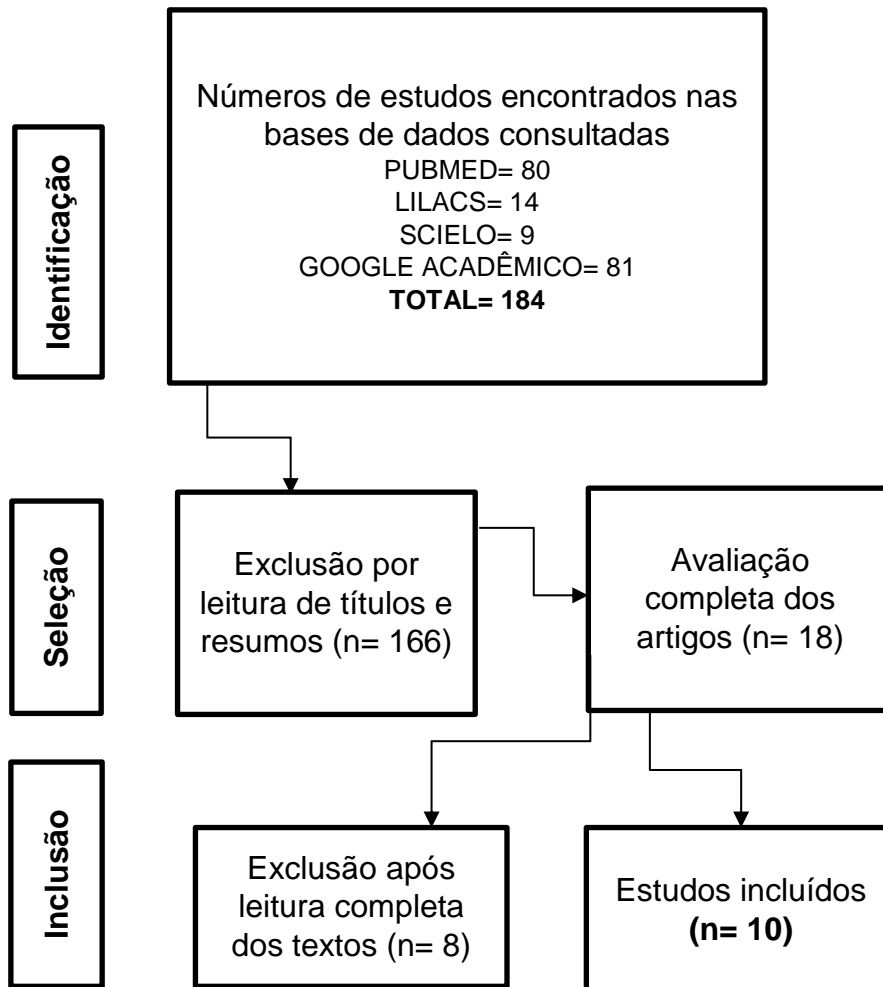 Identificação
Números de estudos encontrados nas
bases de dados consultadas
PUBMED= 80
LILACS= 14
SCIELO= 9
GOOGLE ACADÊMICO= 81
TOTAL= 184
Seleção
Exclusão por
leitura de títulos e
resumos (n= 166)
Avaliação
completa dos
artigos (n= 18)
Inclusão
Exclusão após
leitura completa
dos textos (n= 8)
Estudos incluídos
(n= 10)